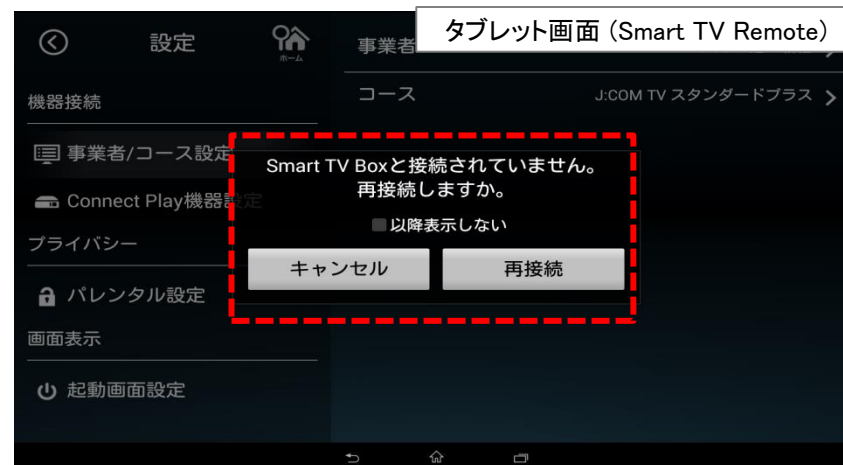 タブレット画面 (Smart TV Remote)
設定
ホーム
事業者
機器接続
コース
J:COM TV スタンダードプラス
事業者/コース設定
Connect Play機器設定
プライバシー
パレンタル設定
画面表示
起動画面設定
Smart TV Boxと接続されていません。
再接続しますか。
以降表示しない
キャンセル
再接続